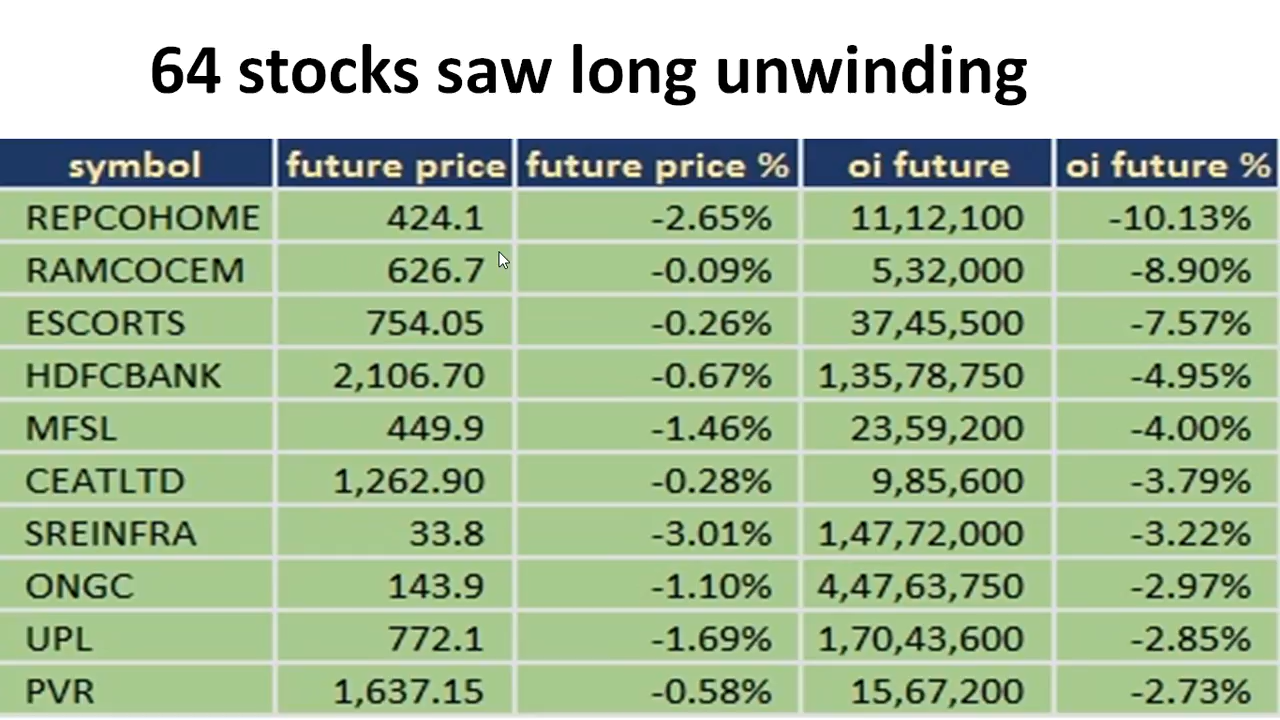 64 stocks saw long unwinding
symbol future price future price % oi future oi future %
REPCOHOME 424.1 -2.65% 11,12,100 -10.13%
RAMCOCEM 626.7 -0.09% 5,32,000 -8.90%
ESCORTS 754.05 -0.26% 37,45,500 -7.57%
HDFCBANK 2,106.70 -0.67% 1,35,78,750 -4.95%
MFSL 449.9 -1.46% 23,59,200 -4.00%
CEATLTD 1,262.90 -0.28% 9,85,600 -3.79%
SREINFRA 33.8 -3.01% 1,47,72,000 -3.22%
ONGC 143.9 -1.10% 4,47,63,750 -2.97%
UPL 772.1 -1.69% 1,70,43,600 -2.85%
PVR 1,637.15 -0.58% 15,67,200 -2.73%